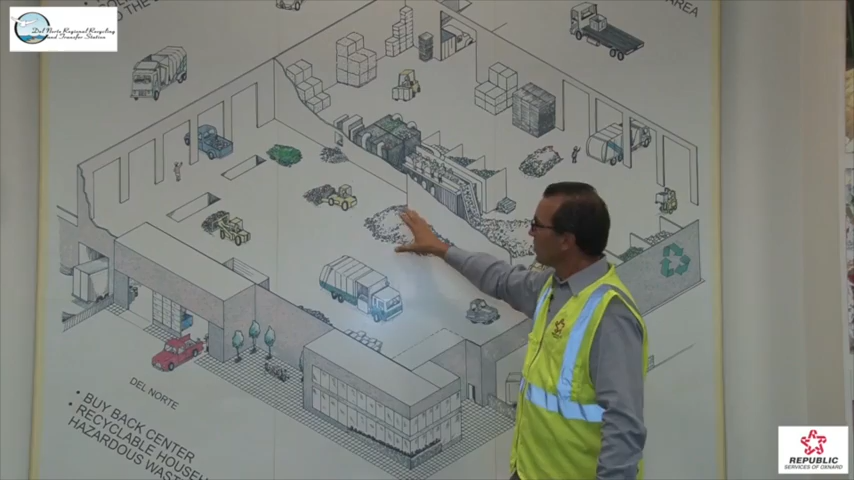 Del Norte Regional Recycling
and Transfer Station
AREA
DEL NORTE
• BUY BACK CENTER
• RECYCLABLE HOUSEH
HAZARDOUS WAST
REPUBLIC
SERVICES OF OXNARD